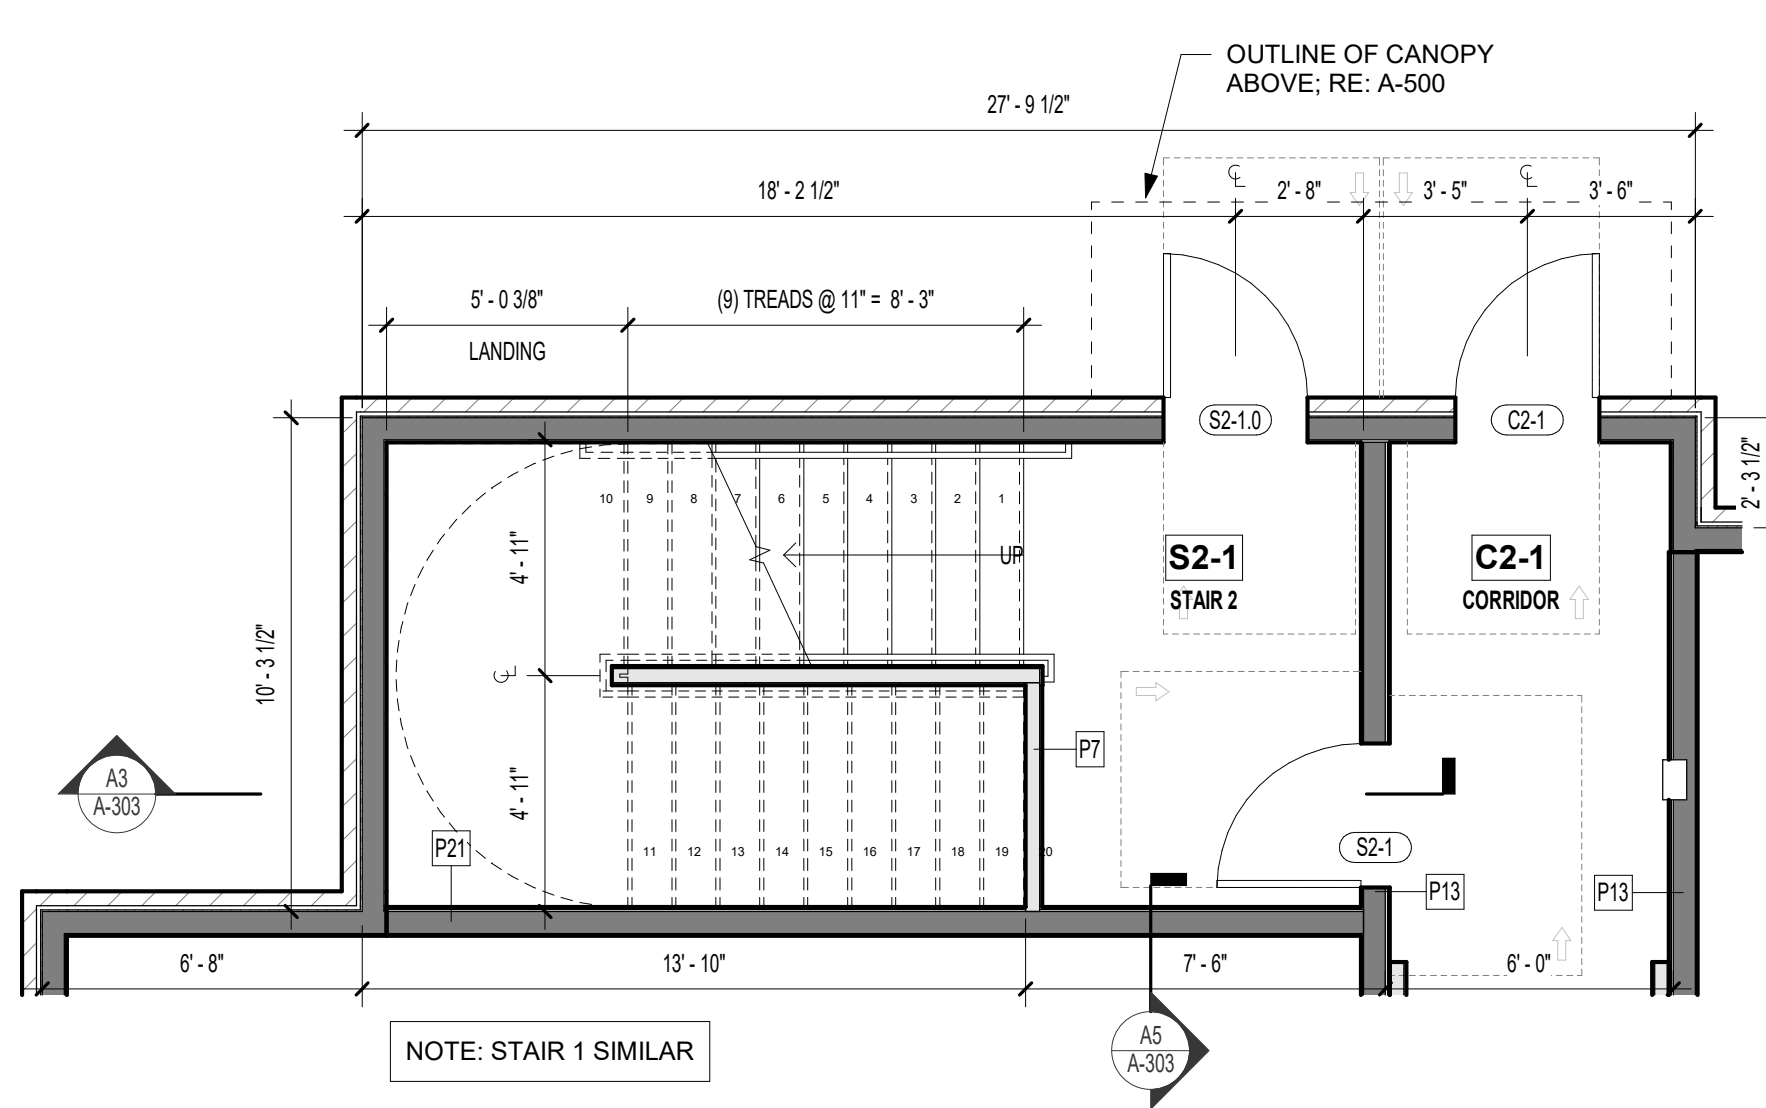 OUTLINE OF CANOPY
ABOVE; RE: A-500
27' - 9 1/2"
18' - 2 1/2"
2' - 8"
3' - 5"
3' - 6"
5' - 0 3/8"
(9) TREADS @ 11" = 8' - 3"
LANDING
S2-1.0
C2-1
2' - 3 1/2"
10 9 8 7 6 5 4 3 2 1
4' - 11"
UP
S2-1
STAIR 2
C2-1
CORRIDOR
10' - 3 1/2"
P7
A3
A-303
4' - 11"
P21
11 12 13 14 15 16 17 18 19 20
S2-1
P13
P13
6' - 8"
13' - 10"
7' - 6"
6' - 0"
NOTE: STAIR 1 SIMILAR
A5
A-303